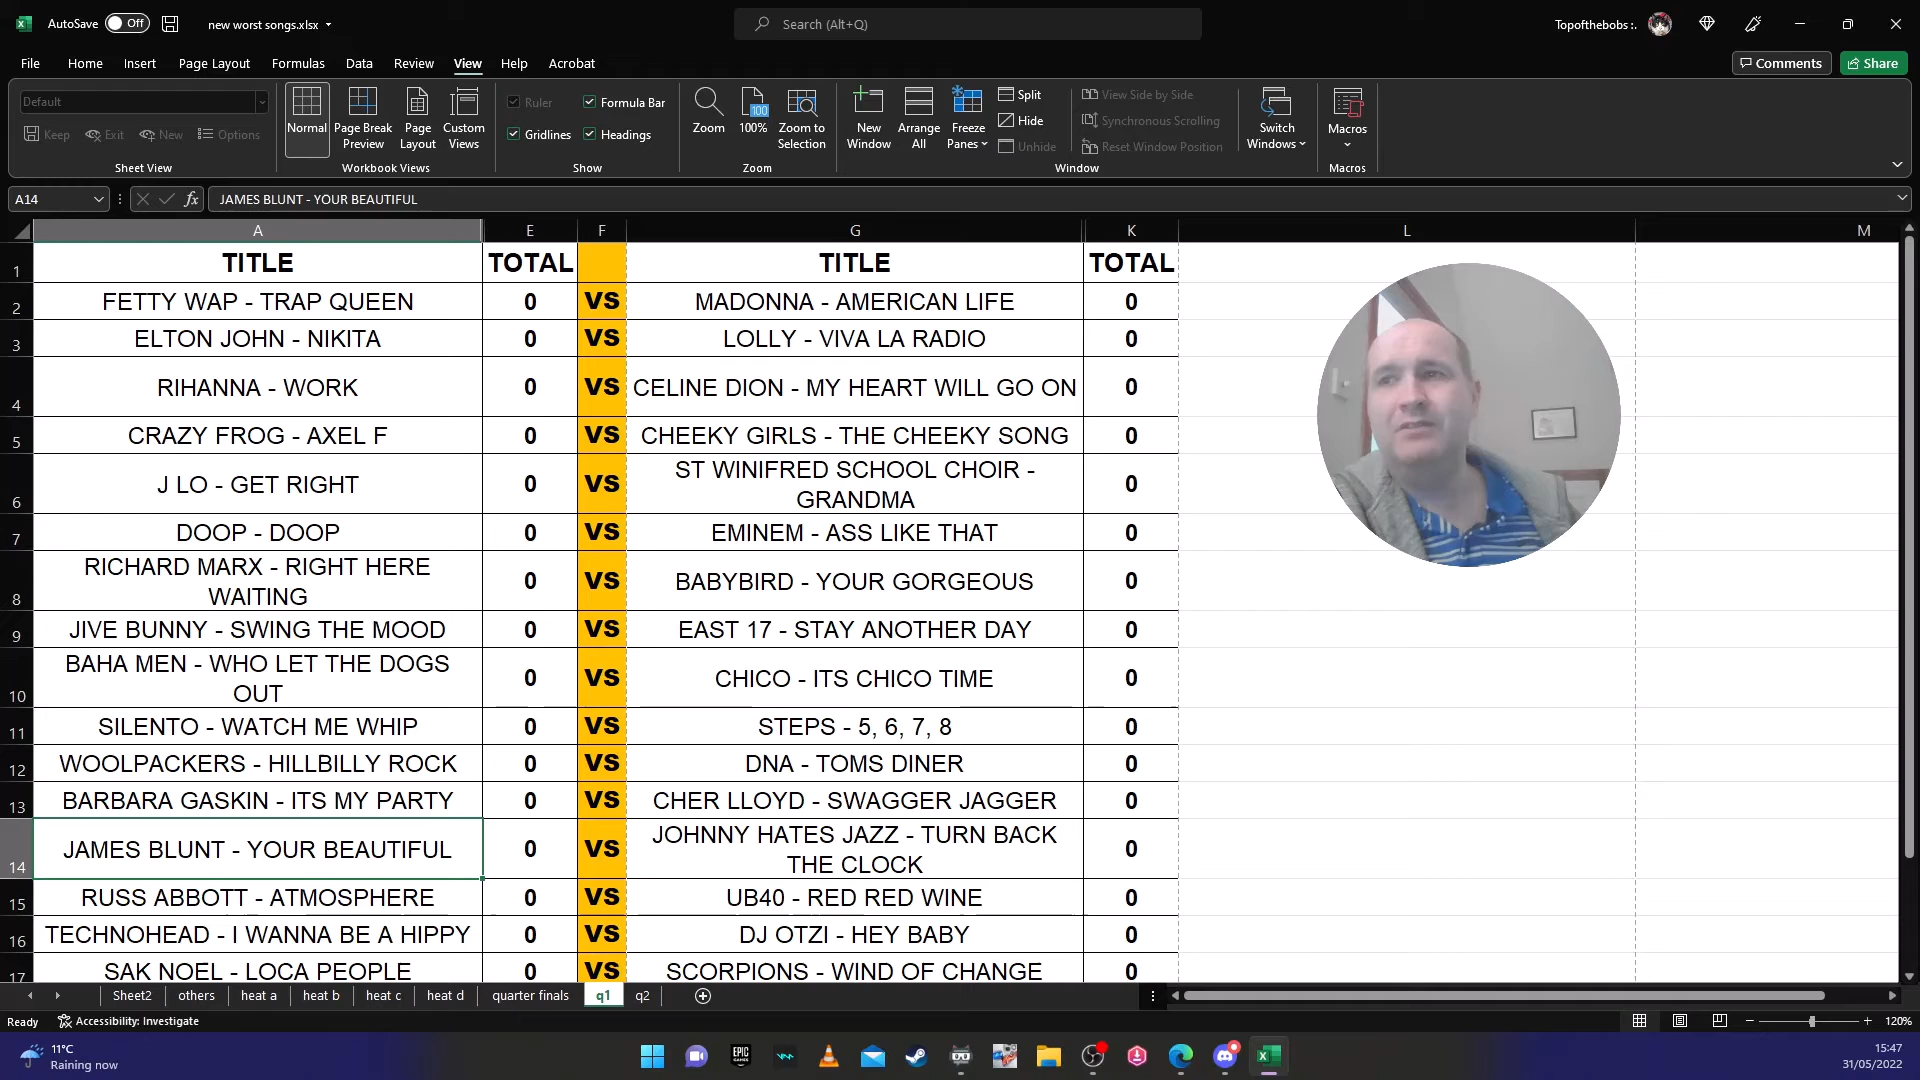 AutoSave Off new worst songs.xlsx Search (Alt+Q) Topofthebobs :.
File Home Insert Page Layout Formulas Data Review View Help Acrobat Comments Share
Default
Keep Exit New Options
Sheet View
Normal Page Break Preview Page Layout Custom Views
Workbook Views
Ruler Formula Bar
Gridlines Headings
Show
Zoom 100 100% Zoom to Selection
Zoom
New Window Arrange All Freeze Panes
Split
Hide
Unhide
View Side by Side
Synchronous Scrolling
Reset Window Position
Switch Windows
Window
Macros
Macros
A14 fx JAMES BLUNT - YOUR BEAUTIFUL
A E F G K L M
1 TITLE TOTAL TITLE TOTAL
2 FETTY WAP - TRAP QUEEN 0 VS MADONNA - AMERICAN LIFE 0
3 ELTON JOHN - NIKITA 0 VS LOLLY - VIVA LA RADIO 0
4 RIHANNA - WORK 0 VS CELINE DION - MY HEART WILL GO ON 0
5 CRAZY FROG - AXEL F 0 VS CHEEKY GIRLS - THE CHEEKY SONG 0
6 J LO - GET RIGHT 0 VS ST WINIFRED SCHOOL CHOIR - GRANDMA 0
7 DOOP - DOOP 0 VS EMINEM - ASS LIKE THAT 0
8 RICHARD MARX - RIGHT HERE WAITING 0 VS BABYBIRD - YOUR GORGEOUS 0
9 JIVE BUNNY - SWING THE MOOD 0 VS EAST 17 - STAY ANOTHER DAY 0
10 BAHA MEN - WHO LET THE DOGS OUT 0 VS CHICO - ITS CHICO TIME 0
11 SILENTO - WATCH ME WHIP 0 VS STEPS - 5, 6, 7, 8 0
12 WOOLPACKERS - HILLBILLY ROCK 0 VS DNA - TOMS DINER 0
13 BARBARA GASKIN - ITS MY PARTY 0 VS CHER LLOYD - SWAGGER JAGGER 0
14 JAMES BLUNT - YOUR BEAUTIFUL 0 VS JOHNNY HATES JAZZ - TURN BACK THE CLOCK 0
15 RUSS ABBOTT - ATMOSPHERE 0 VS UB40 - RED RED WINE 0
16 TECHNOHEAD - I WANNA BE A HIPPY 0 VS DJ OTZI - HEY BABY 0
17 SAK NOEL - LOCA PEOPLE 0 VS SCORPIONS - WIND OF CHANGE 0
Sheet2 others heat a heat b heat c heat d quarter finals q1 q2
Ready Accessibility: Investigate 120%
11°C
Raining now
EPIC GAMES
15:47
31/05/2022